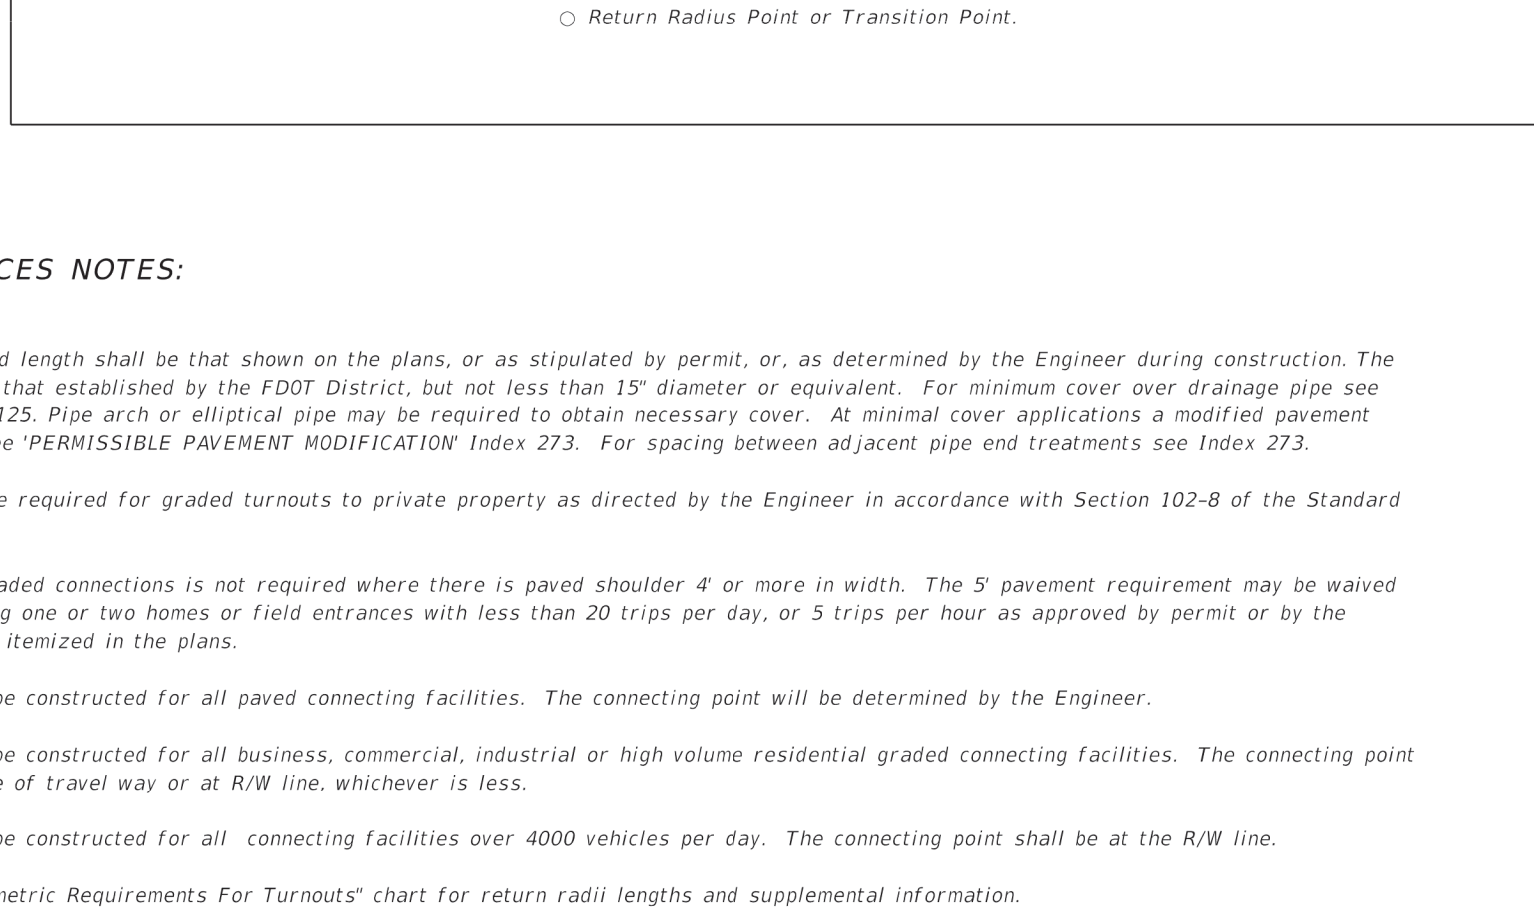 ○ Return Radius Point or Transition Point.
CES NOTES:
d length shall be that shown on the plans, or as stipulated by permit, or, as determined by the Engineer during construction. The
that established by the FDOT District, but not less than 15" diameter or equivalent. For minimum cover over drainage pipe see
125. Pipe arch or elliptical pipe may be required to obtain necessary cover. At minimal cover applications a modified pavement
e 'PERMISSIBLE PAVEMENT MODIFICATION' Index 273. For spacing between adjacent pipe end treatments see Index 273.
e required for graded turnouts to private property as directed by the Engineer in accordance with Section 102-8 of the Standard
aded connections is not required where there is paved shoulder 4' or more in width. The 5' pavement requirement may be waived
g one or two homes or field entrances with less than 20 trips per day, or 5 trips per hour as approved by permit or by the
itemized in the plans.
be constructed for all paved connecting facilities. The connecting point will be determined by the Engineer.
be constructed for all business, commercial, industrial or high volume residential graded connecting facilities. The connecting point
e of travel way or at R/W line, whichever is less.
be constructed for all connecting facilities over 4000 vehicles per day. The connecting point shall be at the R/W line.
metric Requirements For Turnouts" chart for return radii lengths and supplemental information.